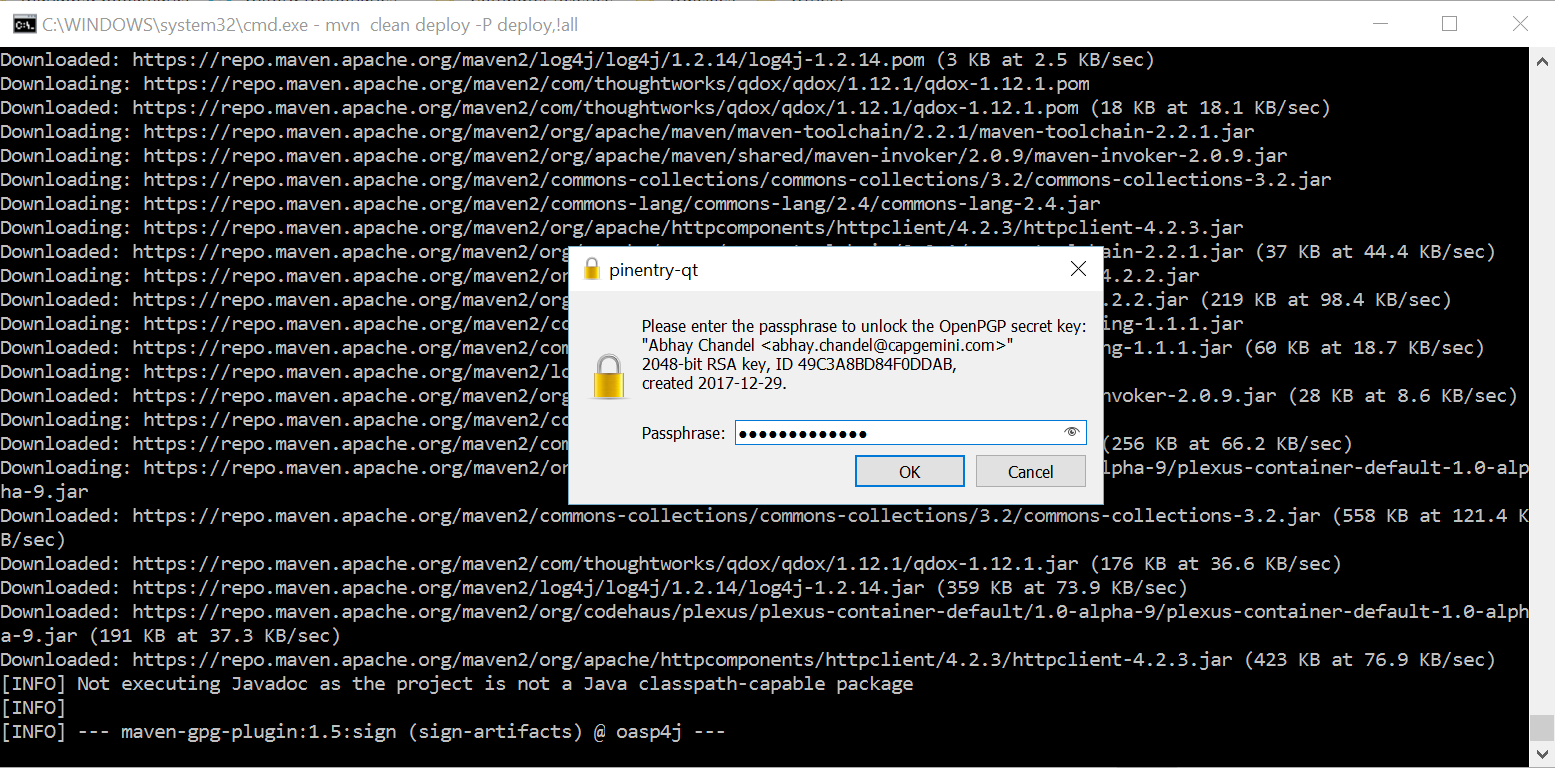 C:\WINDOWS\system32\cmd.exe - mvn  clean deploy -P deploy,!all
Downloaded: https://repo.maven.apache.org/maven2/log4j/log4j/1.2.14/log4j-1.2.14.pom (3 KB at 2.5 KB/sec)
Downloading: https://repo.maven.apache.org/maven2/com/thoughtworks/qdox/qdox/1.12.1/qdox-1.12.1.pom
Downloaded: https://repo.maven.apache.org/maven2/com/thoughtworks/qdox/qdox/1.12.1/qdox-1.12.1.pom (18 KB at 18.1 KB/sec)
Downloading: https://repo.maven.apache.org/maven2/org/apache/maven/maven-toolchain/2.2.1/maven-toolchain-2.2.1.jar
Downloading: https://repo.maven.apache.org/maven2/org/apache/maven/shared/maven-invoker/2.0.9/maven-invoker-2.0.9.jar
Downloading: https://repo.maven.apache.org/maven2/commons-collections/commons-collections/3.2/commons-collections-3.2.jar
Downloading: https://repo.maven.apache.org/maven2/commons-lang/commons-lang/2.4/commons-lang-2.4.jar
Downloading: https://repo.maven.apache.org/maven2/org/apache/httpcomponents/httpclient/4.2.3/httpclient-4.2.3.jar
Downloaded: https://repo.maven.apache.org/maven2/org ain-2.2.1.jar (37 KB at 44.4 KB/sec)
Downloading: https://repo.maven.apache.org/maven2/or 4.2.2.jar
Downloaded: https://repo.maven.apache.org/maven2/org .2.2.jar (219 KB at 98.4 KB/sec)
Downloading: https://repo.maven.apache.org/maven2/co ing-1.1.1.jar
Downloaded: https://repo.maven.apache.org/maven2/com ng-1.1.1.jar (60 KB at 18.7 KB/sec)
Downloading: https://repo.maven.apache.org/maven2/lo
Downloaded: https://repo.maven.apache.org/maven2/org nvoker-2.0.9.jar (28 KB at 8.6 KB/sec)
Downloading: https://repo.maven.apache.org/maven2/co
Downloaded: https://repo.maven.apache.org/maven2/com (256 KB at 66.2 KB/sec)
Downloading: https://repo.maven.apache.org/maven2/or lpha-9/plexus-container-default-1.0-alp
ha-9.jar
Downloaded: https://repo.maven.apache.org/maven2/commons-collections/commons-collections/3.2/commons-collections-3.2.jar (558 KB at 121.4 K
B/sec)
Downloaded: https://repo.maven.apache.org/maven2/com/thoughtworks/qdox/qdox/1.12.1/qdox-1.12.1.jar (176 KB at 36.6 KB/sec)
Downloaded: https://repo.maven.apache.org/maven2/log4j/log4j/1.2.14/log4j-1.2.14.jar (359 KB at 73.9 KB/sec)
Downloaded: https://repo.maven.apache.org/maven2/org/codehaus/plexus/plexus-container-default/1.0-alpha-9/plexus-container-default-1.0-alph
a-9.jar (191 KB at 37.3 KB/sec)
Downloaded: https://repo.maven.apache.org/maven2/org/apache/httpcomponents/httpclient/4.2.3/httpclient-4.2.3.jar (423 KB at 76.9 KB/sec)
[INFO] Not executing Javadoc as the project is not a Java classpath-capable package
[INFO]
[INFO] --- maven-gpg-plugin:1.5:sign (sign-artifacts) @ oasp4j ---
pinentry-qt
Please enter the passphrase to unlock the OpenPGP secret key:
"Abhay Chandel <abhay.chandel@capgemini.com>"
2048-bit RSA key, ID 49C3A8BD84F0DDAB,
created 2017-12-29.
Passphrase: ●●●●●●●●●●●●●
OK Cancel